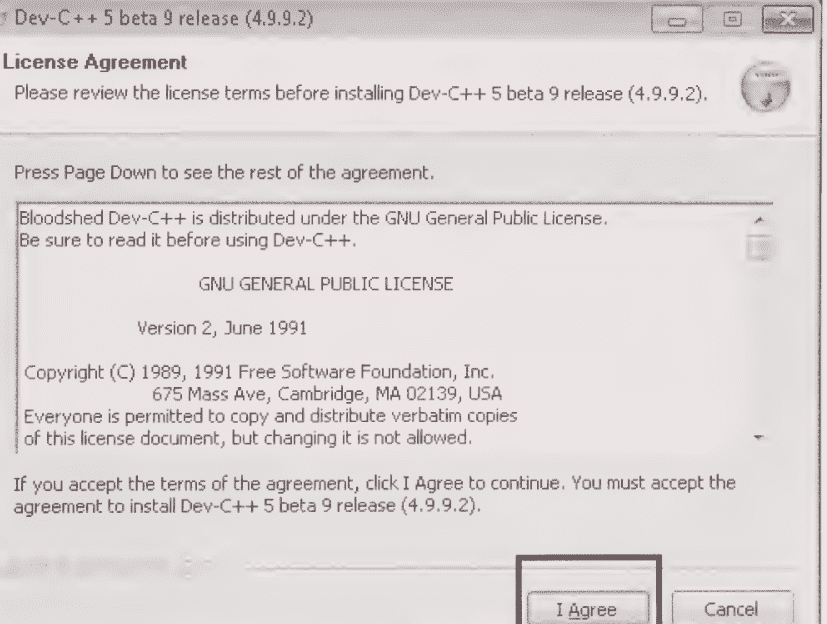 Dev-C++ 5 beta 9 release (4.9.9.2)
License Agreement
Please review the license terms before installing Dev-C++ 5 beta 9 release (4.9.9.2).
Press Page Down to see the rest of the agreement.
Bloodshed Dev-C++ is distributed under the GNU General Public License.
Be sure to read it before using Dev-C++.
GNU GENERAL PUBLIC LICENSE
Version 2, June 1991
Copyright (C) 1989, 1991 Free Software Foundation, Inc.
675 Mass Ave, Cambridge, MA 02139, USA
Everyone is permitted to copy and distribute verbatim copies
of this license document, but changing it is not allowed.
If you accept the terms of the agreement, click I Agree to continue. You must accept the
agreement to install Dev-C++ 5 beta 9 release (4.9.9.2).
I Agree Cancel